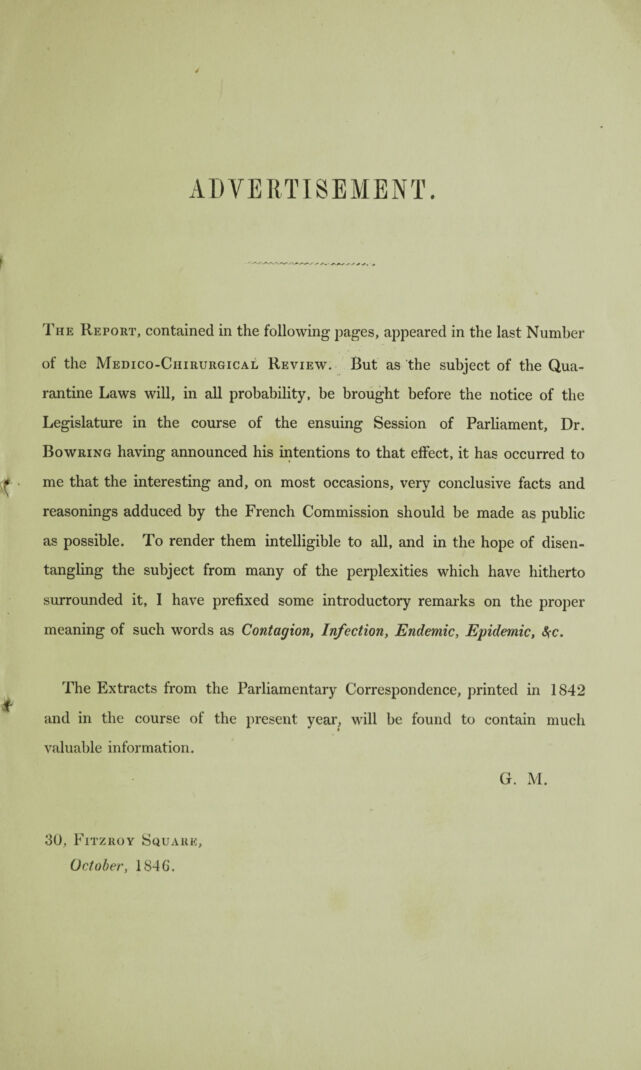 ADVERTISEMENT.
The Report, contained in the following pages, appeared in the last Number
of the Medico-Chirurgical Review. But as the subject of the Qua-
rantine Laws will, in all probability, be brought before the notice of the
Legislature in the course of the ensuing Session of Parliament, Dr.
Bowring having announced his intentions to that effect, it has occurred to
me that the interesting and, on most occasions, very conclusive facts and
reasonings adduced by the French Commission should be made as public
as possible. To render them intelligible to all, and in the hope of disen-
tangling the subject from many of the perplexities which have hitherto
surrounded it, I have prefixed some introductory remarks on the proper
meaning of such words as Contagion, Infection, Endemic, Epidemic, &c.
The Extracts from the Parliamentary Correspondence, printed in 1842
and in the course of the present year, will be found to contain much
valuable information.
G. M.
30, Fitzroy Square,
October, 1846.